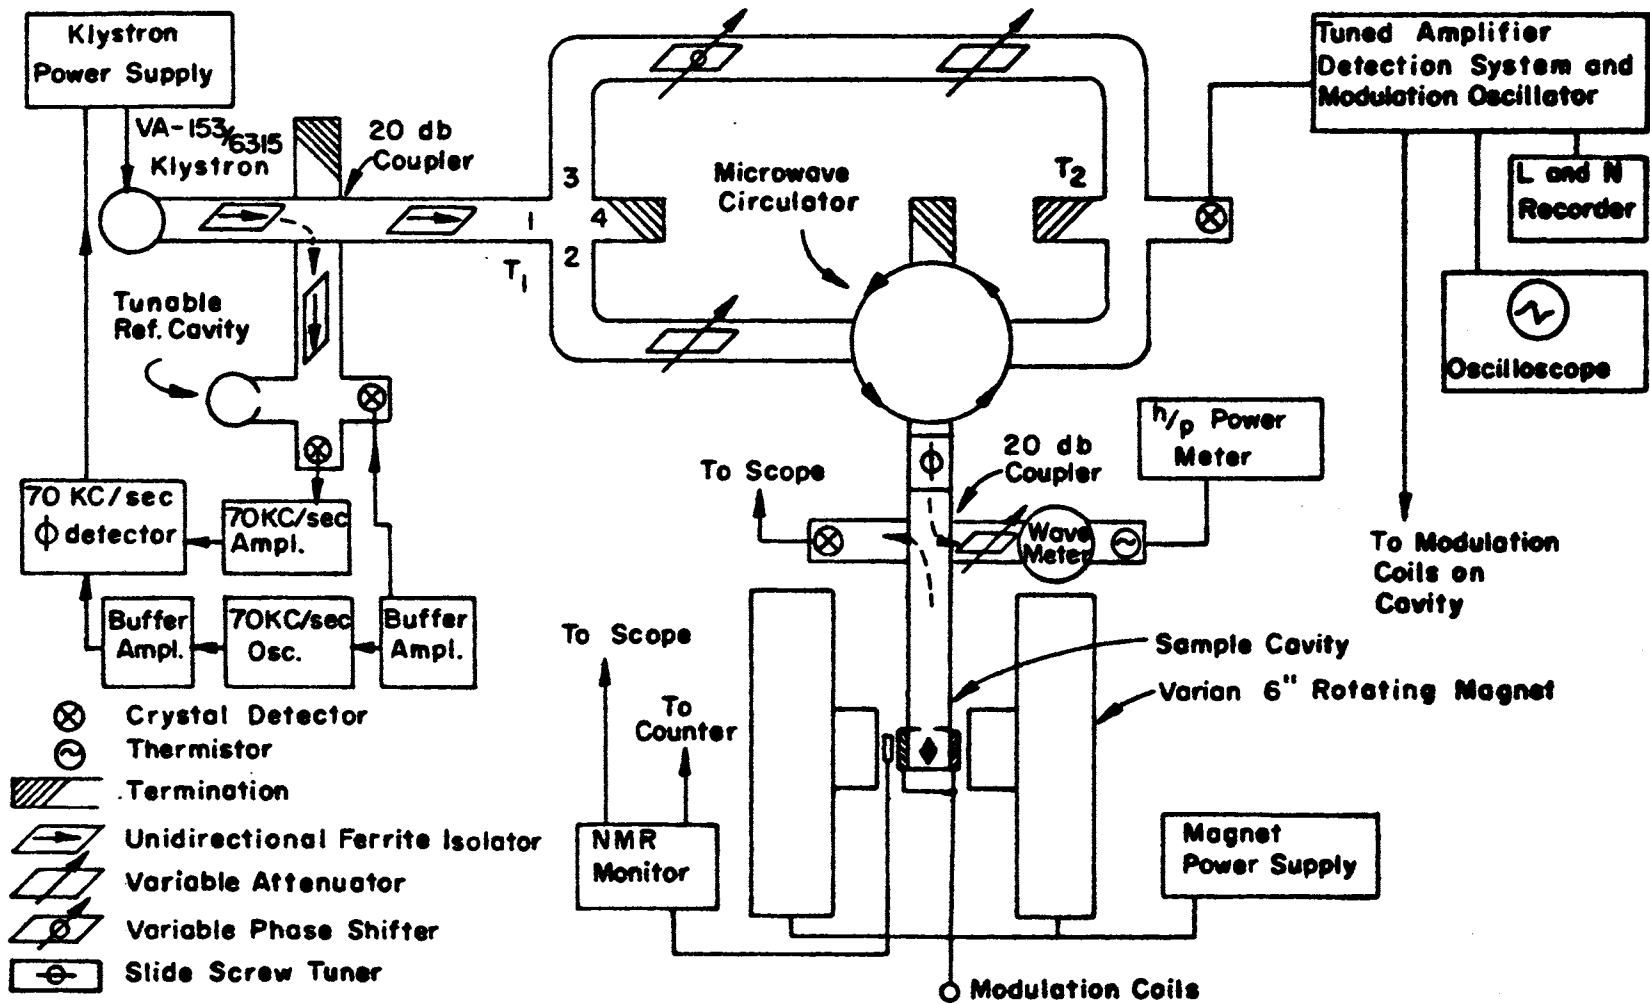 Klystron
Power Supply
VA-153/6315
Klystron
20 db
Coupler
Tunable
Ref. Cavity
T1
1
2
3
4
Microwave
Circulator
T2
Tuned Amplifier
Detection System and
Modulation Oscillator
L and N
Recorder
Oscilloscope
h/p Power
Meter
20 db
Coupler
To Scope
Φ
Wave
Meter
To Modulation
Coils on
Cavity
70 KC/sec
Φ detector
70KC/sec
Ampl.
Buffer
Ampl.
70KC/sec
Osc.
Buffer
Ampl.
To Scope
To
Counter
Sample Cavity
Varian 6" Rotating Magnet
NMR
Monitor
Magnet
Power Supply
Modulation Coils
Crystal Detector
Thermistor
Termination
Unidirectional Ferrite Isolator
Variable Attenuator
Variable Phase Shifter
Slide Screw Tuner